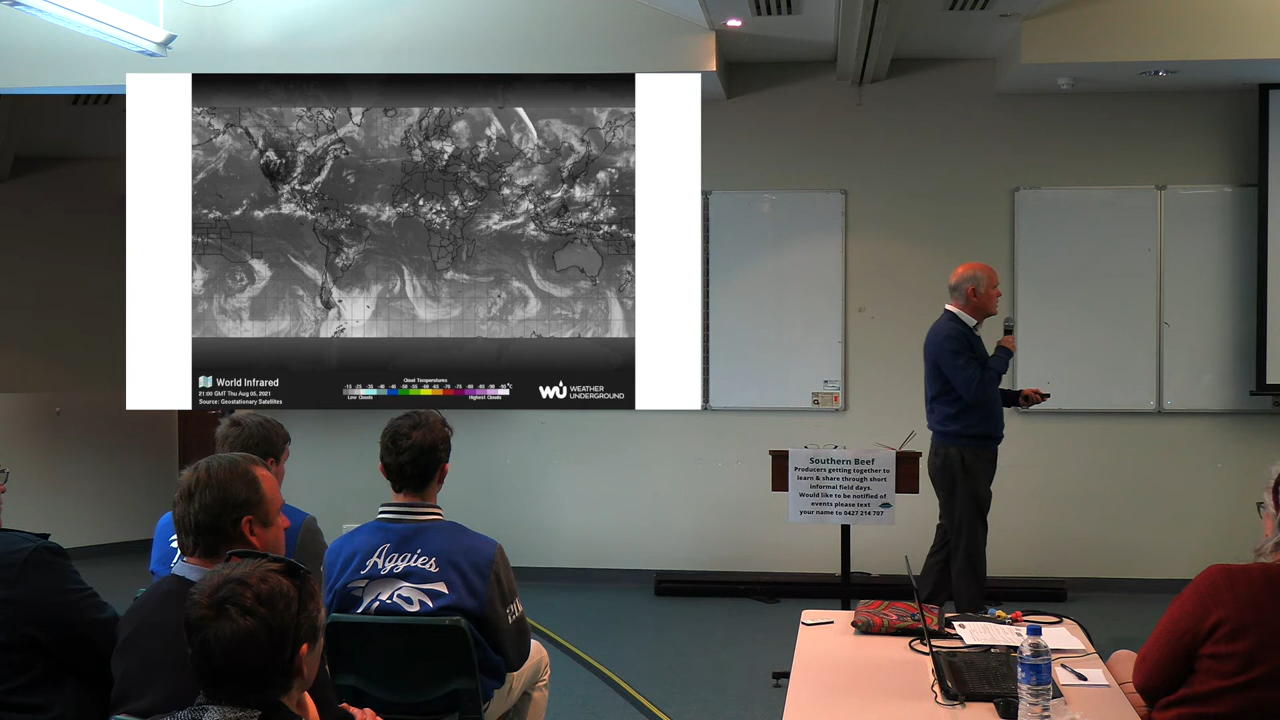 World Infrared
21:00 GMT Thu Aug 05, 2021
Source: Geostationary Satellites
Cloud Temperatures
Low Clouds
Highest Clouds
WU WEATHER
UNDERGROUND
Aggies
Southern Beef
Producers getting together to
learn & share through short
informal field days.
Would like to be notified of
events please text
your name to 0427 214 707